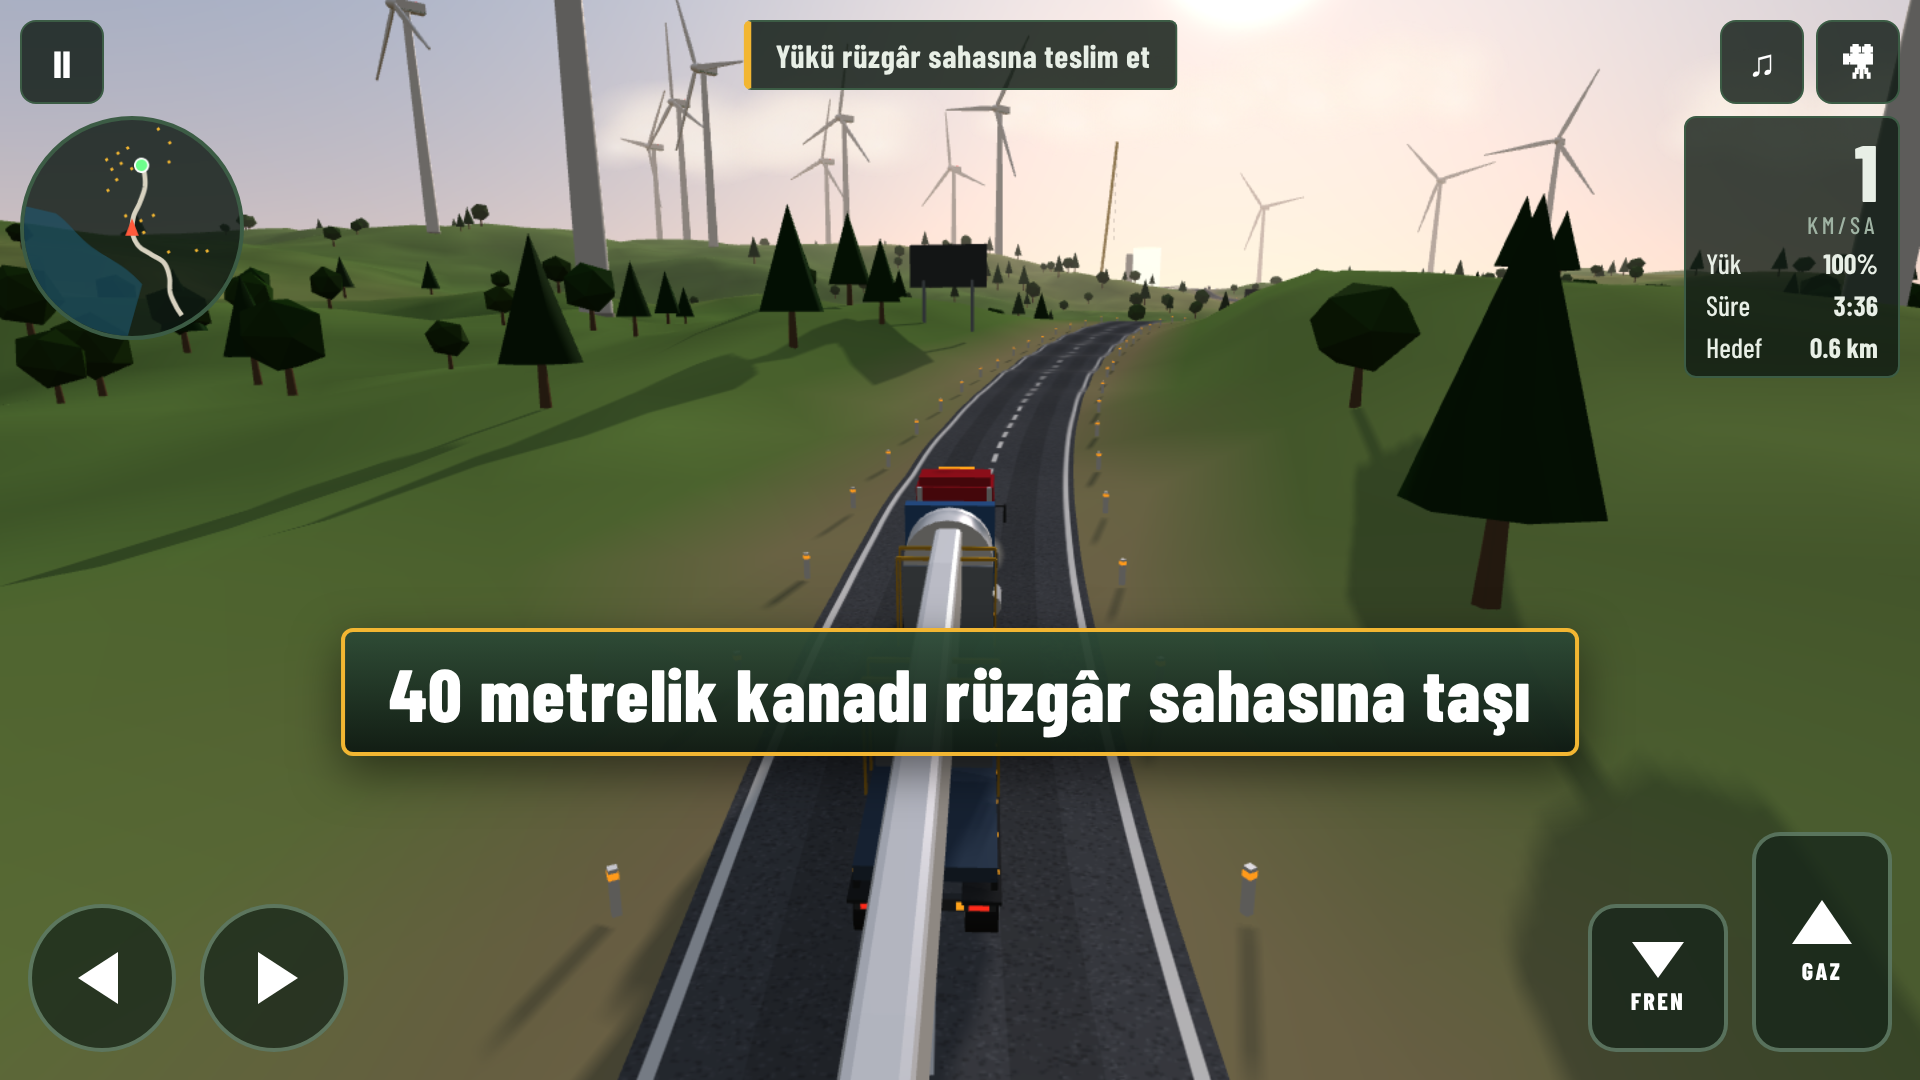 Yükü rüzgâr sahasına teslim et
1
KM/SA
Yük 100%
Süre 3:36
Hedef 0.6 km
40 metrelik kanadı rüzgâr sahasına taşı
FREN
GAZ